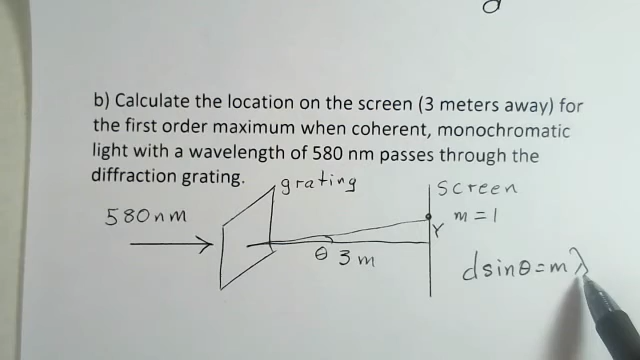 b) Calculate the location on the screen (3 meters away) for
the first order maximum when coherent, monochromatic
light with a wavelength of 580 nm passes through the
diffraction grating.
grating
screen
580nm
m = 1
Y
θ 3 m
dsinθ=mλ